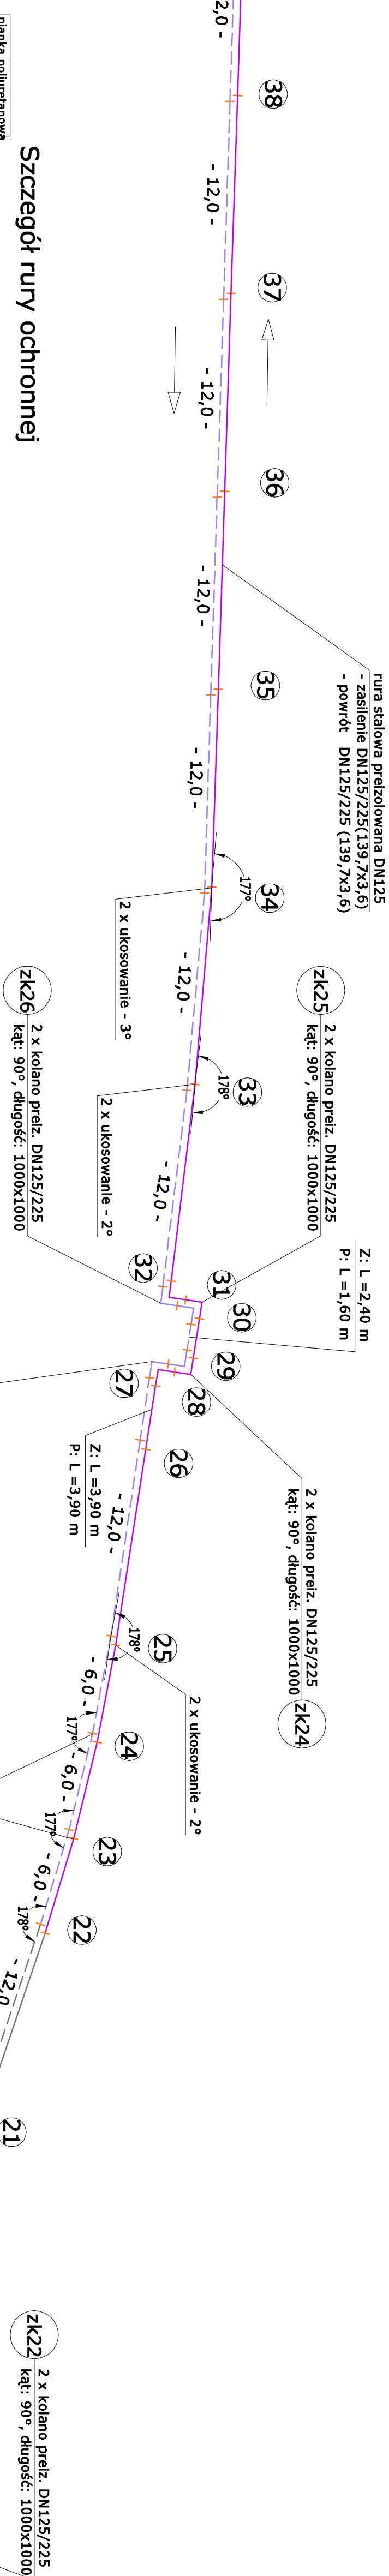 2,0 -
38
pianka poliuretanowa
Szczegół rury ochronnej
- 12,0 -
37
- 12,0 -
36
- 12,0 -
rura stalowa preizolowana DN125
- zasilenie DN125/225(139,7x3,6)
- powrót DN125/225 (139,7x3,6)
35
- 12,0 -
34
177°
2 x ukosowanie - 3°
- 12,0 -
33
178°
2 x ukosowanie - 2°
zk25
2 x kolano preiz. DN125/225
kąt: 90°, długość: 1000x1000
zk26
2 x kolano preiz. DN125/225
kąt: 90°, długość: 1000x1000
- 12,0 -
32
31
30
Z: L =2,40 m
P: L =1,60 m
29
28
27
26
Z: L =3,90 m
P: L =3,90 m
2 x kolano preiz. DN125/225
kąt: 90°, długość: 1000x1000
zk24
- 12,0 -
178°
25
2 x ukosowanie - 2°
- 6,0 -
177°
24
- 6,0 -
177°
23
- 6,0 -
178°
22
- 12,0
21
zk22
2 x kolano preiz. DN125/225
kąt: 90°, długość: 1000x1000